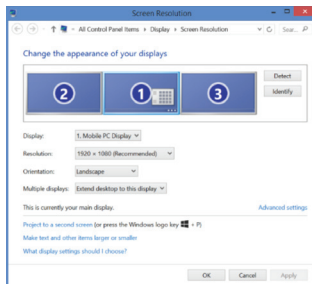 Screen Resolution
All Control Panel Items › Display › Screen Resolution
Sear...
Change the appearance of your displays
2
1
3
Detect
Identify
Display: 1. Mobile PC Display
Resolution: 1920 × 1080 (Recommended)
Orientation: Landscape
Multiple displays: Extend desktop to this display
This is currently your main display.
Advanced settings
Project to a second screen (or press the Windows logo key + P)
Make text and other items larger or smaller
What display settings should I choose?
OK Cancel Apply